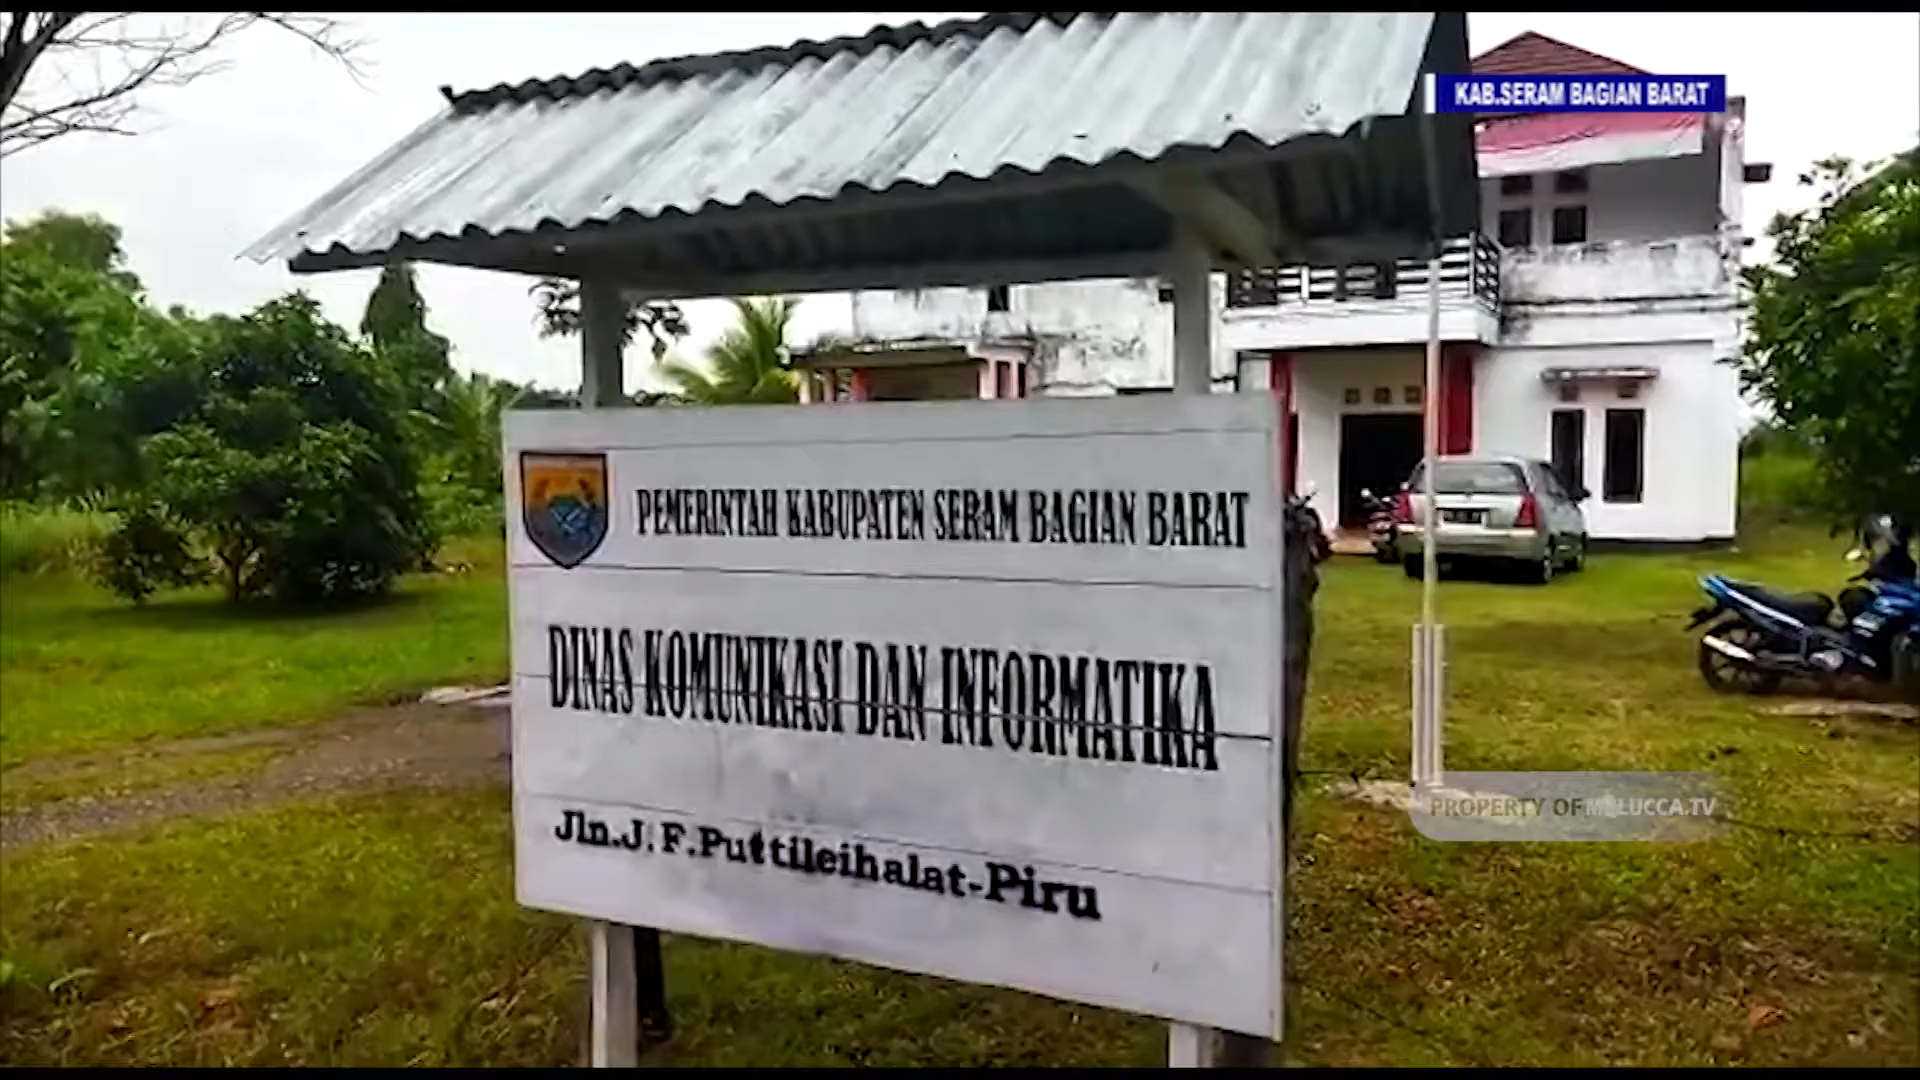 KAB.SERAM BAGIAN BARAT
PEMERINTAH KABUPATEN SERAM BAGIAN BARAT
DINAS KOMUNIKASI DAN INFORMATIKA
Jln.J.F.Puttileihalat-Piru
PROPERTY OF MOLUCCA.TV